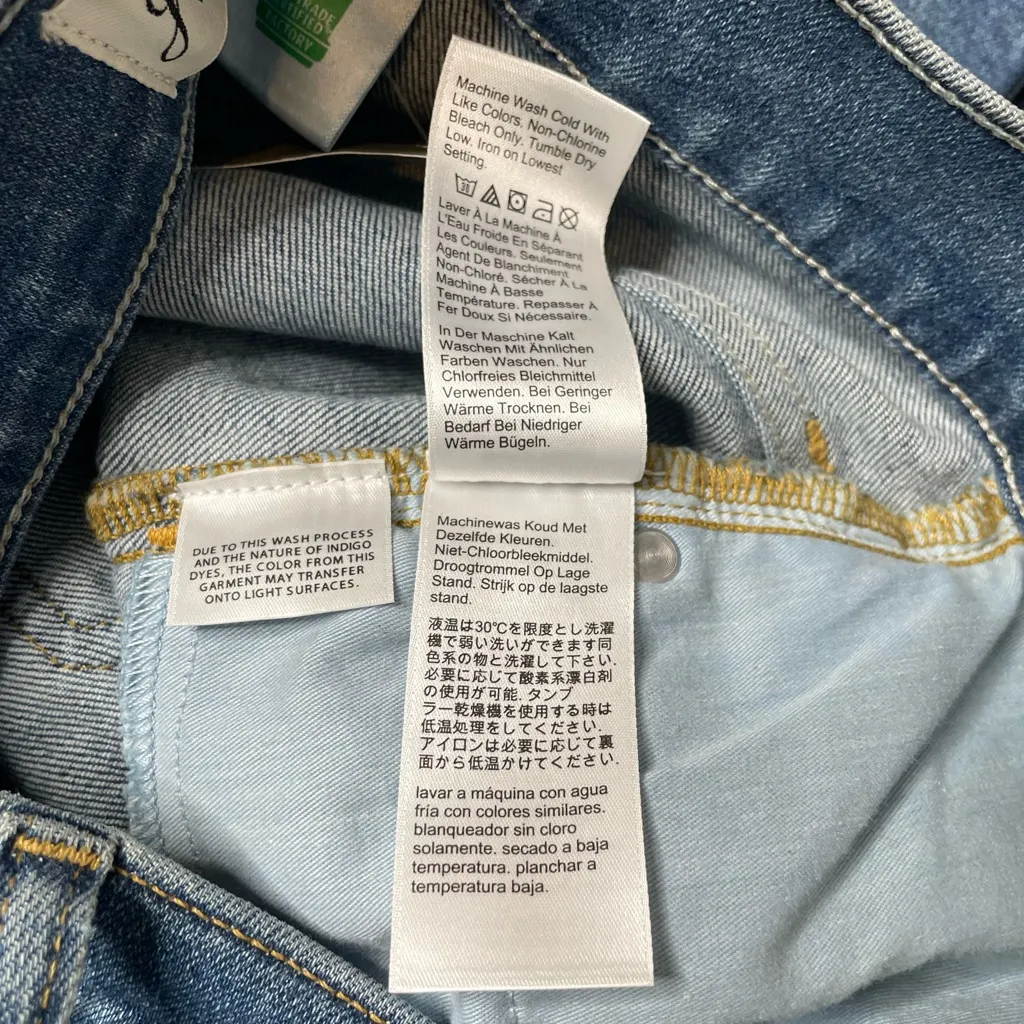 TRADE
CERTIFIED
FACTORY
Machine Wash Cold With
Like Colors. Non-Chlorine
Bleach Only. Tumble Dry
Low. Iron on Lowest
Setting.
30
Laver À La Machine À
L'Eau Froide En Séparant
Les Couleurs. Seulement
Agent De Blanchiment
Non-Chloré. Sécher À La
Machine À Basse
Température. Repasser À
Fer Doux Si Nécessaire.
In Der Maschine Kalt
Waschen Mit Ähnlichen
Farben Waschen. Nur
Chlorfreies Bleichmittel
Verwenden. Bei Geringer
Wärme Trocknen. Bei
Bedarf Bei Niedriger
Wärme Bügeln.
DUE TO THIS WASH PROCESS
AND THE NATURE OF INDIGO
DYES, THE COLOR FROM THIS
GARMENT MAY TRANSFER
ONTO LIGHT SURFACES.
Machinewas Koud Met
Dezelfde Kleuren.
Niet-Chloorbleekmiddel.
Droogtrommel Op Lage
Stand. Strijk op de laagste
stand.
液温は30℃を限度とし洗濯
機で弱い洗いができます同
色系の物と洗濯して下さい.
必要に応じて酸素系漂白剤
の使用が可能. タンブ
ラー乾燥機を使用する時は
低温処理をしてください.
アイロンは必要に応じて裏
面から低温かけてください.
lavar a máquina con agua
fría con colores similares.
blanqueador sin cloro
solamente. secado a baja
temperatura. planchar a
temperatura baja.